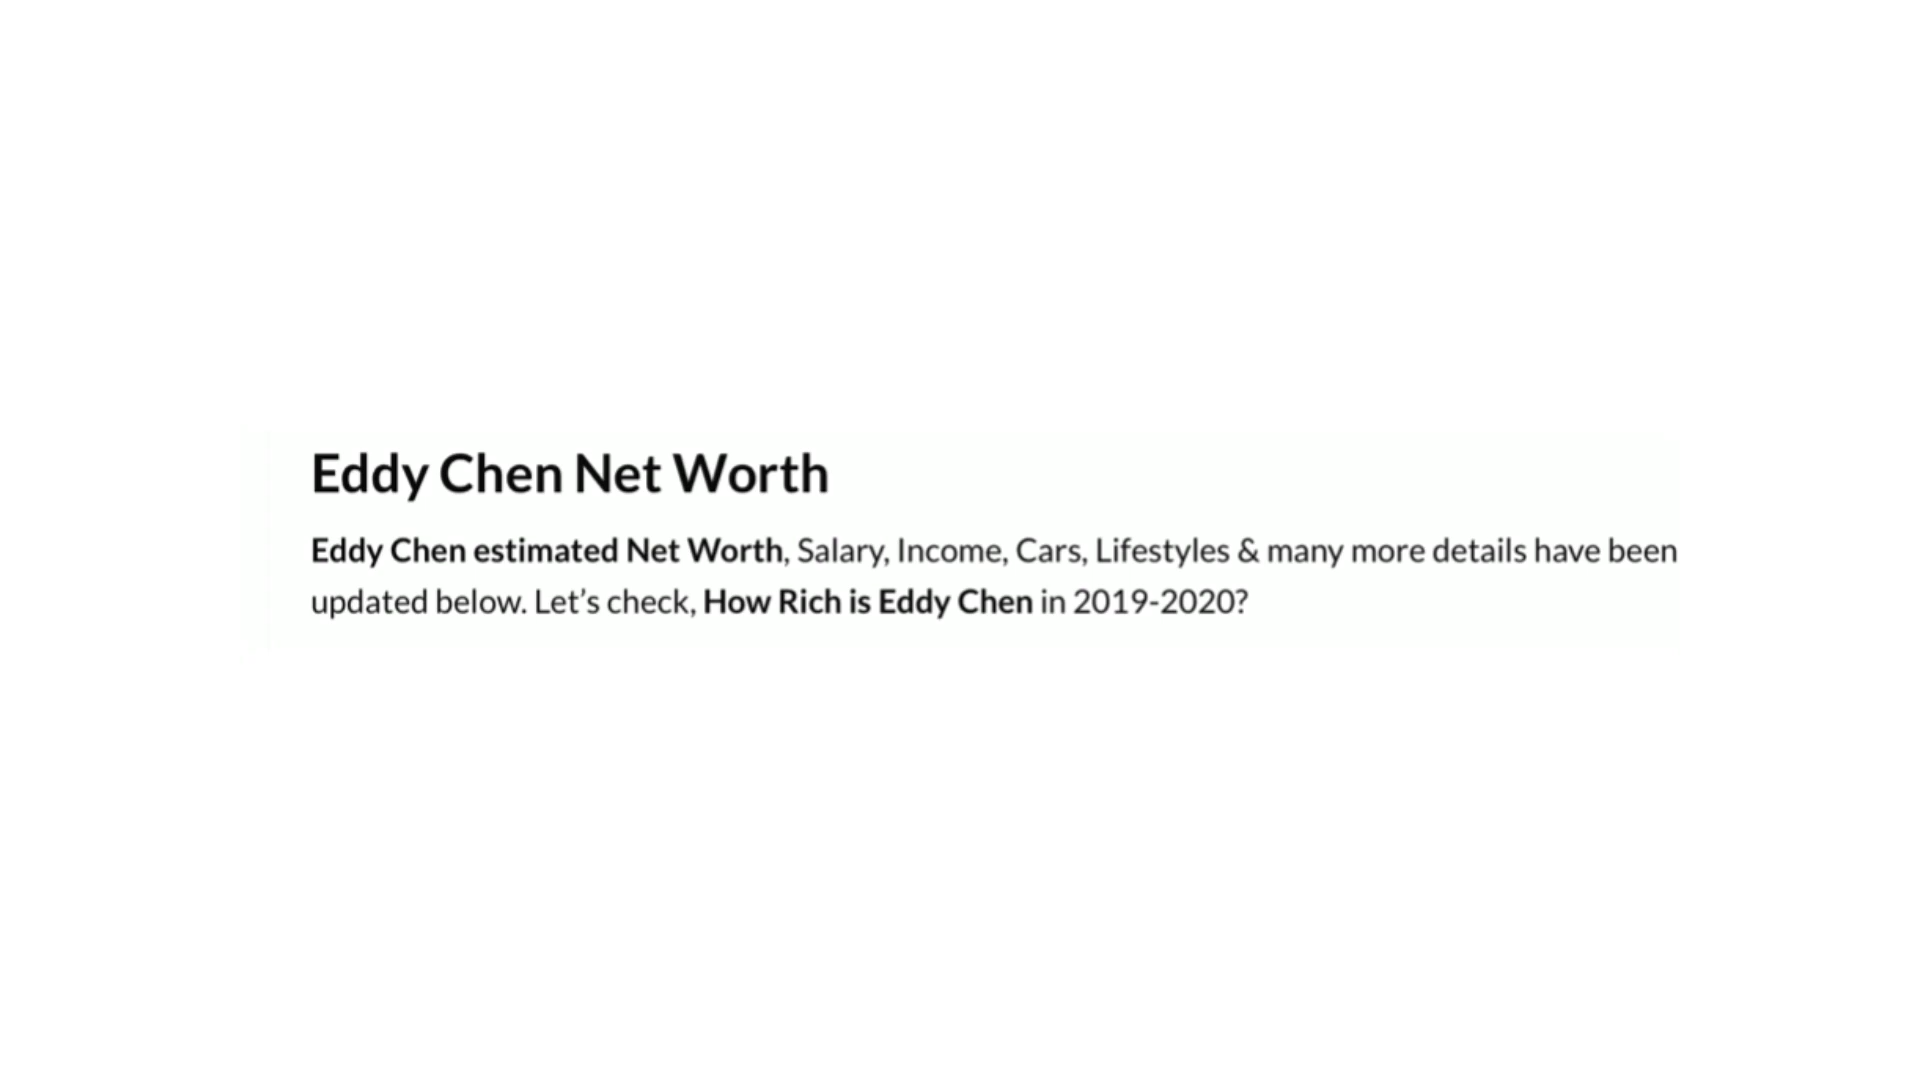 Eddy Chen Net Worth
Eddy Chen estimated Net Worth, Salary, Income, Cars, Lifestyles & many more details have been
updated below. Let’s check, How Rich is Eddy Chen in 2019-2020?